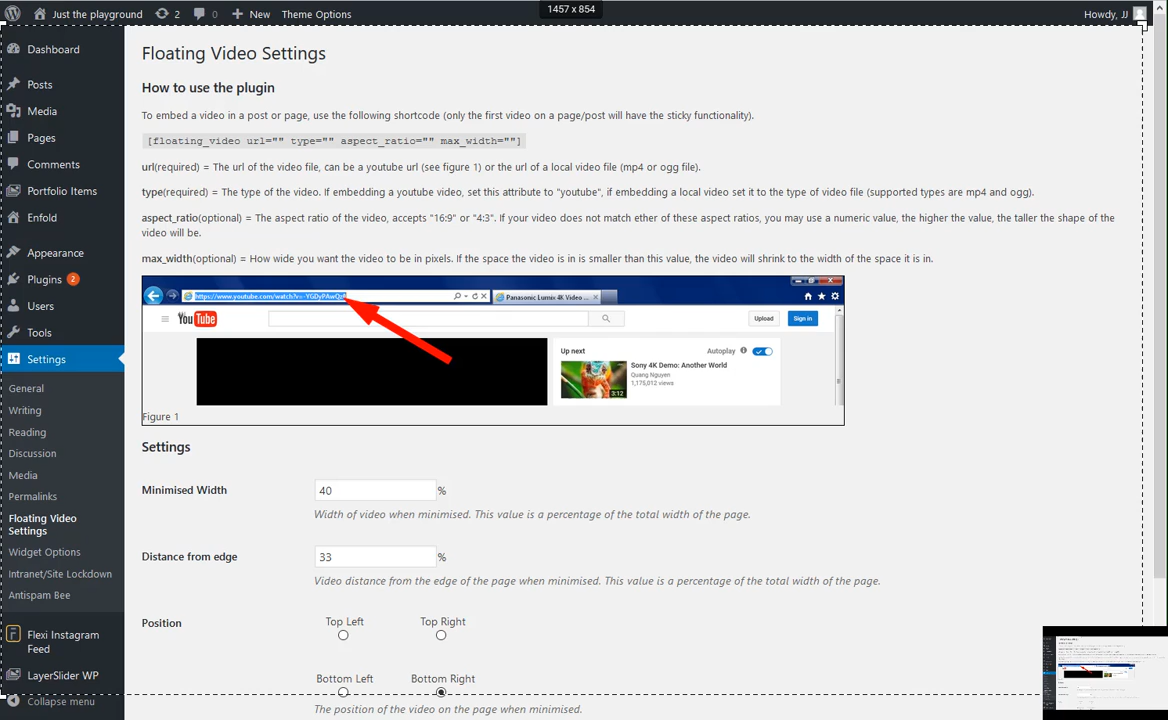 1457 x 854
Just the playground 2 0 New Theme Options Howdy, JJ
Dashboard
Posts
Media
Pages
Comments
Portfolio Items
Enfold
Appearance
Plugins 2
Users
Tools
Settings
General
Writing
Reading
Discussion
Media
Permalinks
Floating Video
Settings
Widget Options
Intranet/Site Lockdown
Antispam Bee
Flexi Instagram
Feed
LayerSlider WP
Collapse menu
Floating Video Settings
How to use the plugin
To embed a video in a post or page, use the following shortcode (only the first video on a page/post will have the sticky functionality).
[floating_video url="" type="" aspect_ratio="" max_width=""]
url(required) = The url of the video file, can be a youtube url (see figure 1) or the url of a local video file (mp4 or ogg file).
type(required) = The type of the video. If embedding a youtube video, set this attribute to "youtube", if embedding a local video set it to the type of video file (supported types are mp4 and ogg).
aspect_ratio(optional) = The aspect ratio of the video, accepts "16:9" or "4:3". If your video does not match ether of these aspect ratios, you may use a numeric value, the higher the value, the taller the shape of the
video will be.
max_width(optional) = How wide you want the video to be in pixels. If the space the video is in is smaller than this value, the video will shrink to the width of the space it is in.
Panasonic Lumix 4K Video ...
YouTube
Upload
Sign in
Up next
Autoplay
Sony 4K Demo: Another World
Quang Nguyen
1,175,012 views
3:12
Figure 1
Settings
Minimised Width
40 %
Width of video when minimised. This value is a percentage of the total width of the page.
Distance from edge
33 %
Video distance from the edge of the page when minimised. This value is a percentage of the total width of the page.
Position
Top Left Top Right
Bottom Left Bottom Right
The position of the video on the page when minimised.